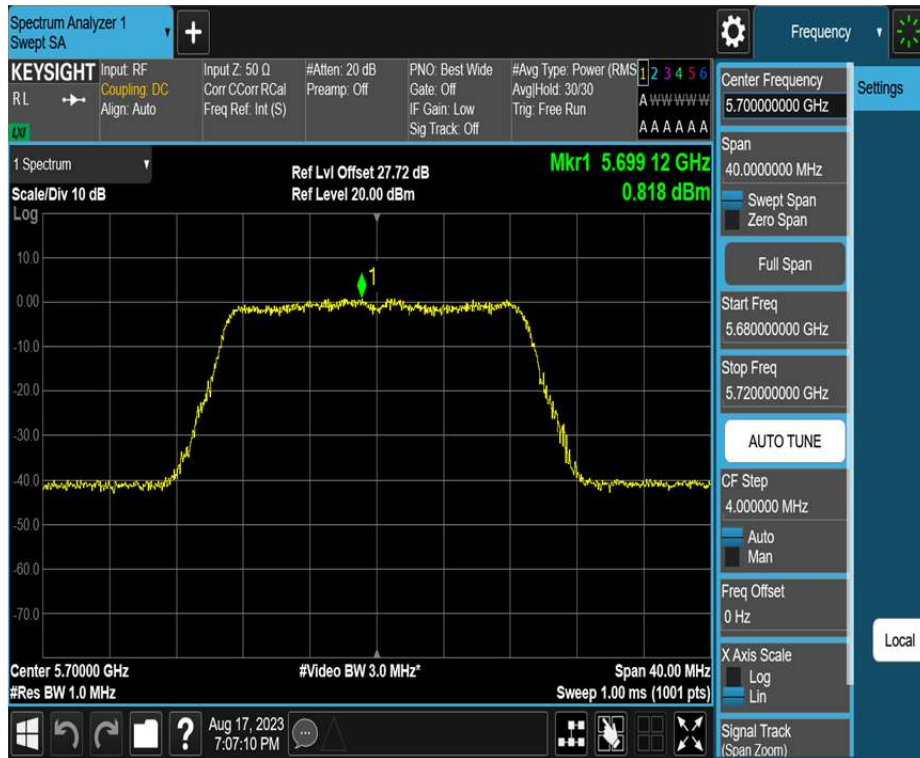 Spectrum Analyzer 1
Swept SA
+
Frequency
KEYSIGHT
R L
LXI
Input: RF
Coupling: DC
Align: Auto
Input Z: 50 Ω
Corr CCorr RCal
Freq Ref: Int (S)
#Atten: 20 dB
Preamp: Off
PNO: Best Wide
Gate: Off
IF Gain: Low
Sig Track: Off
#Avg Type: Power (RMS
Avg|Hold: 30/30
Trig: Free Run
1 2 3 4 5 6
A W W W W W
A A A A A A
1 Spectrum
Scale/Div 10 dB
Log
Ref Lvl Offset 27.72 dB
Ref Level 20.00 dBm
Mkr1 5.699 12 GHz
0.818 dBm
1
10.0
0.00
-10.0
-20.0
-30.0
-40.0
-50.0
-60.0
-70.0
Center 5.70000 GHz
#Res BW 1.0 MHz
#Video BW 3.0 MHz*
Span 40.00 MHz
Sweep 1.00 ms (1001 pts)
?
Aug 17, 2023
7:07:10 PM
Center Frequency
5.700000000 GHz
Span
40.0000000 MHz
Swept Span
Zero Span
Full Span
Start Freq
5.680000000 GHz
Stop Freq
5.720000000 GHz
AUTO TUNE
CF Step
4.000000 MHz
Auto
Man
Freq Offset
0 Hz
X Axis Scale
Log
Lin
Signal Track
(Span Zoom)
Settings
Local